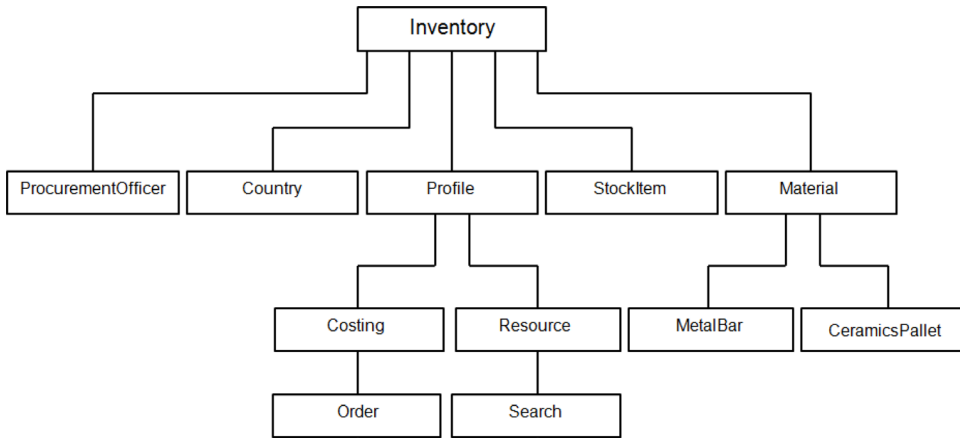 Inventory
ProcurementOfficer
Country
Profile
StockItem
Material
Costing
Resource
MetalBar
CeramicsPallet
Order
Search